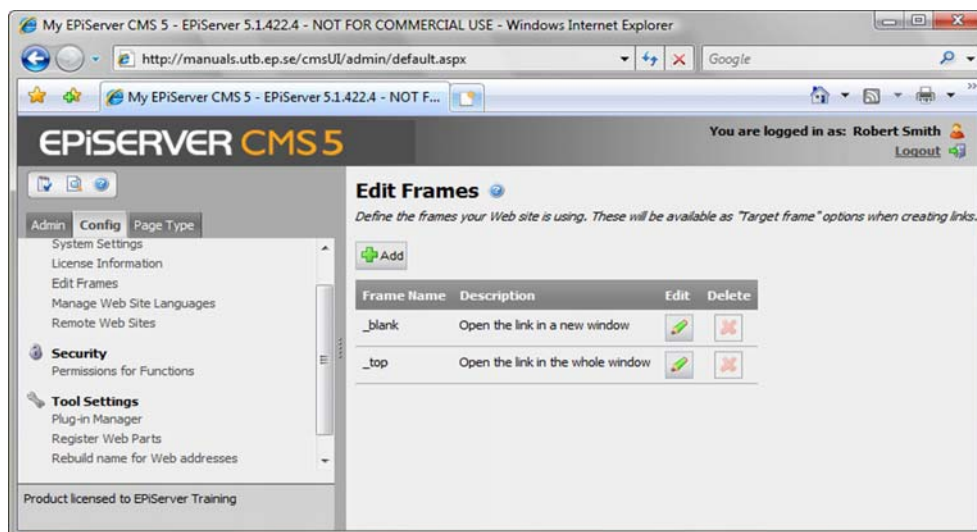 My EPiServer CMS 5 - EPiServer 5.1.422.4 - NOT FOR COMMERCIAL USE - Windows Internet Explorer
http://manuals.utb.ep.se/cmsUI/admin/default.aspx
Google
My EPiServer CMS 5 - EPiServer 5.1.422.4 - NOT F...
EPiSERVER CMS 5
You are logged in as: Robert Smith
Logout
Admin Config Page Type
System Settings
License Information
Edit Frames
Manage Web Site Languages
Remote Web Sites
Security
Permissions for Functions
Tool Settings
Plug-in Manager
Register Web Parts
Rebuild name for Web addresses
Product licensed to EPiServer Training
Edit Frames
Define the frames your Web site is using. These will be available as "Target frame" options when creating links.
Add
Frame Name Description Edit Delete
_blank Open the link in a new window
_top Open the link in the whole window